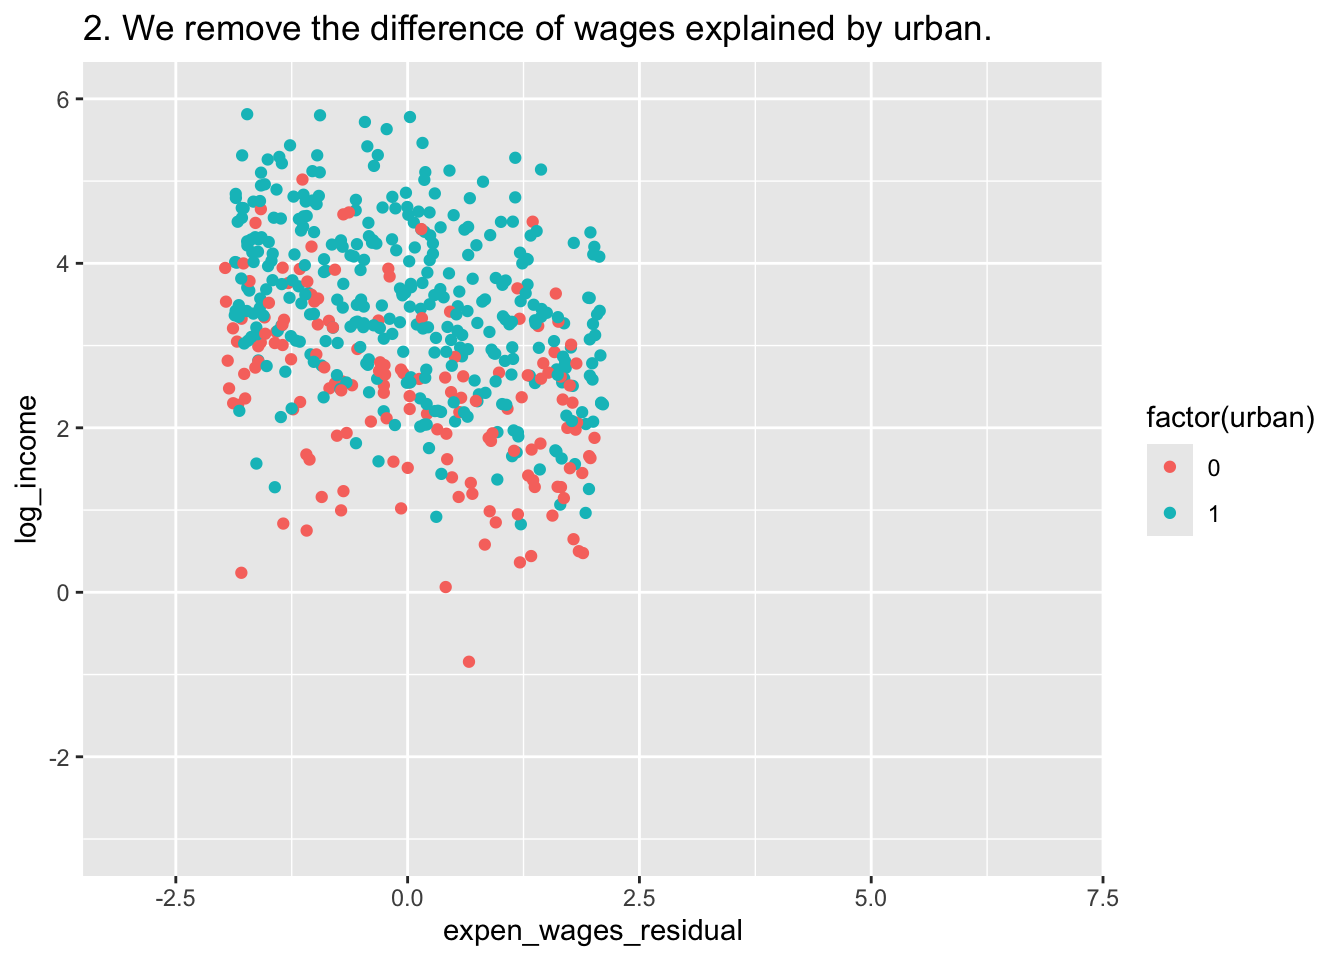 2. We remove the difference of wages explained by urban.
6
4
2
0
-2
log_income
-2.5 0.0 2.5 5.0 7.5
expen_wages_residual
factor(urban)
0
1